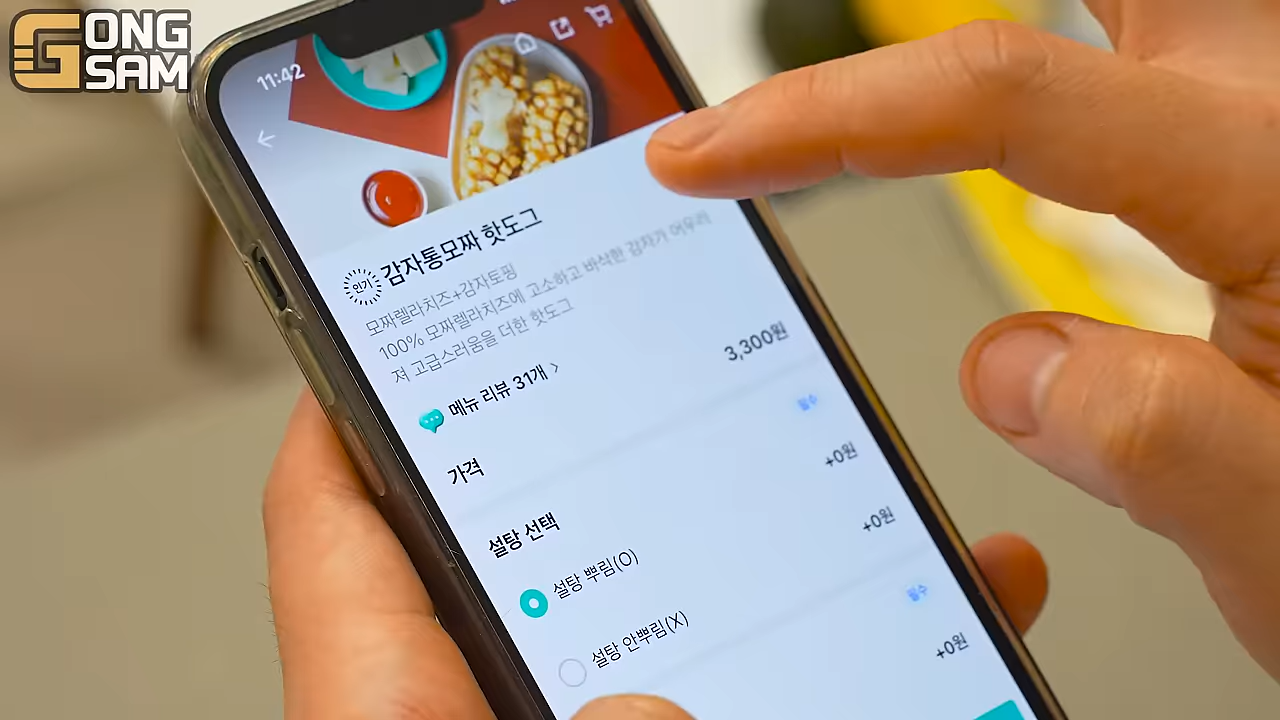 GONG
SAM
11:42
인기
감자통모짜 핫도그
모짜렐라치즈+감자토핑
100% 모짜렐라치즈에 고소하고 바삭한 감자가 어우러
져 고급스러움을 더한 핫도그
메뉴 리뷰 31개 >
가격
3,300원
설탕 선택
필수
설탕 뿌림(O)
+0원
설탕 안뿌림(X)
+0원
필수
+0원